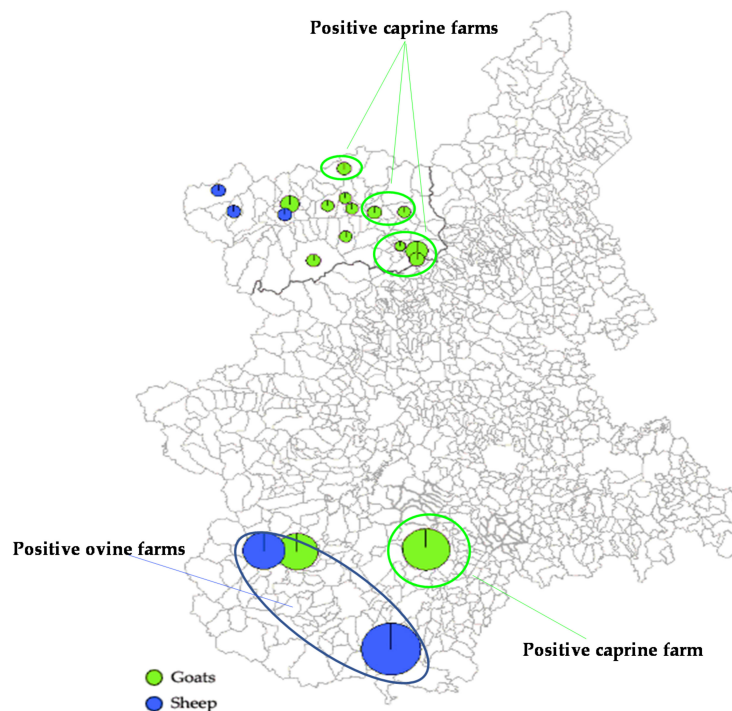 Positive caprine farms
Positive ovine farms
Positive caprine farm
Goats
Sheep